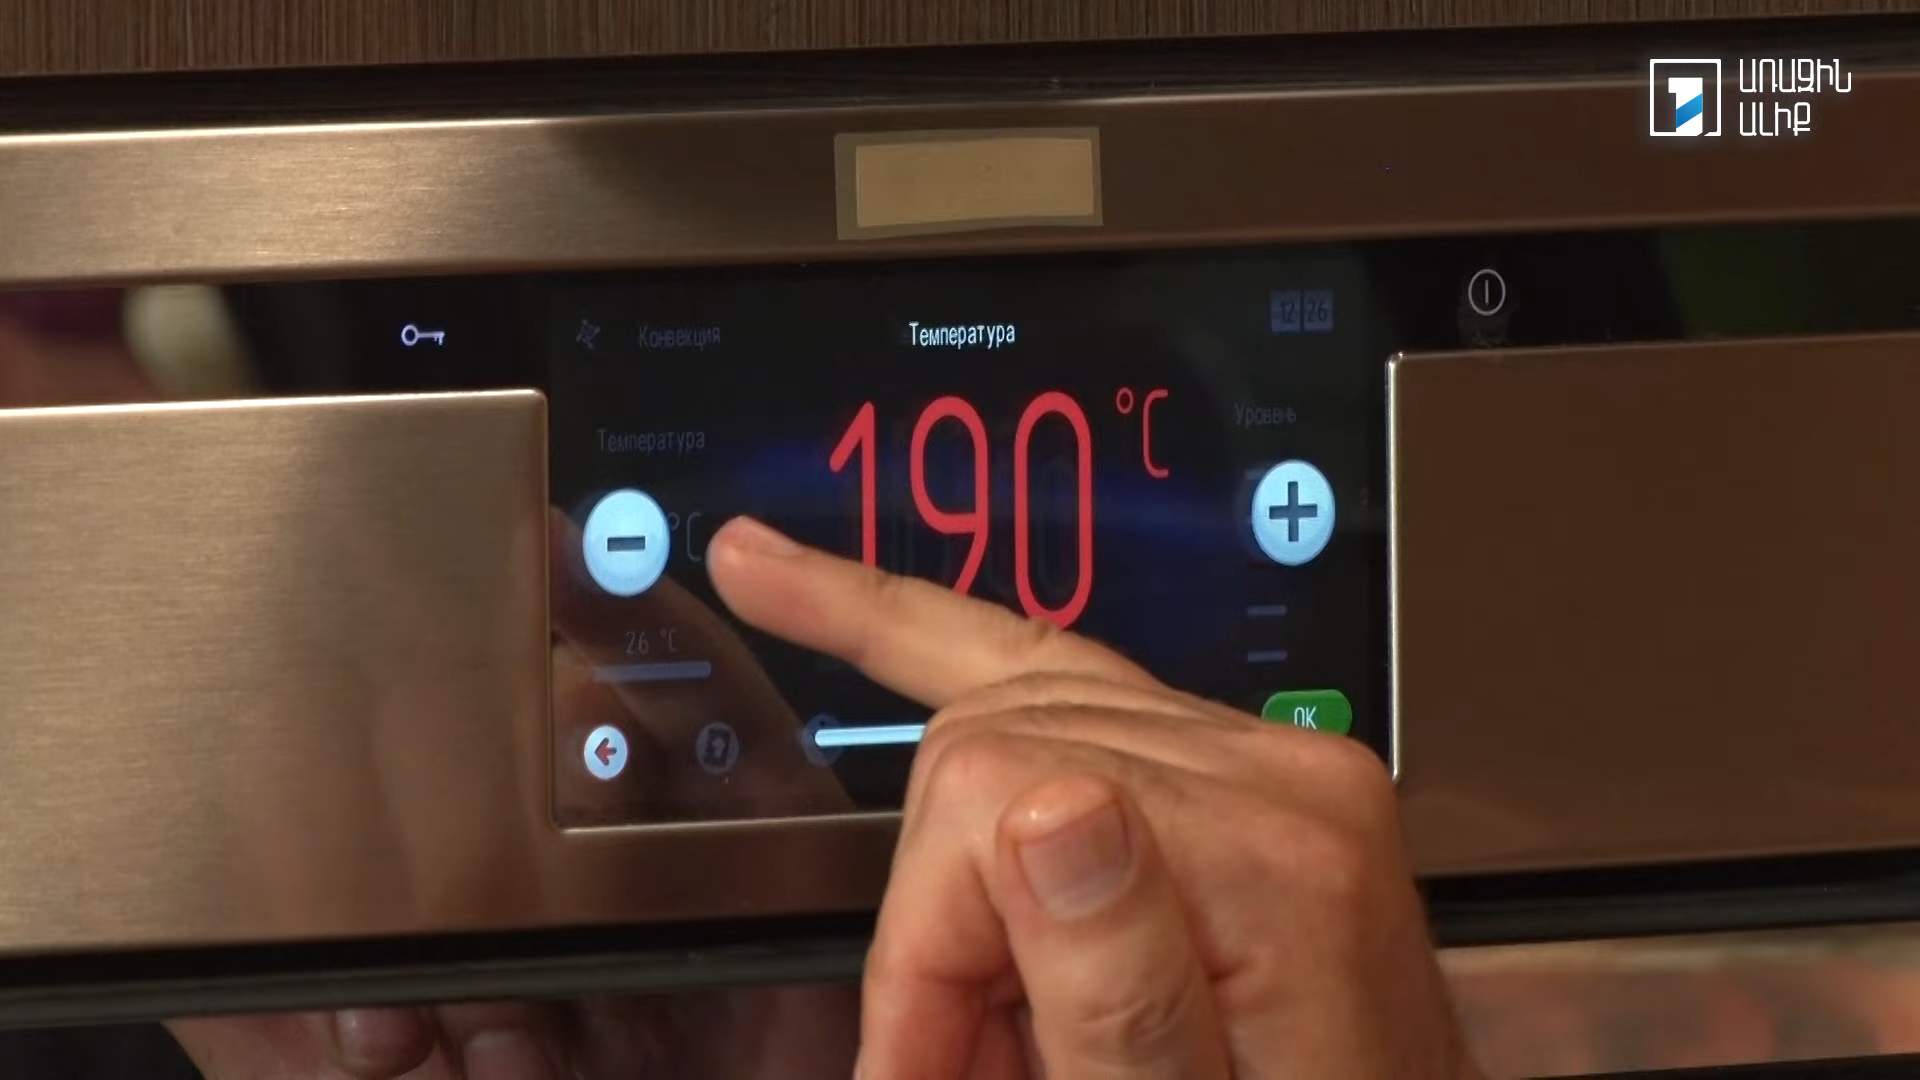 ԱՌԱՋԻՆ
ԱԼԻՔ
Конвекция
Температура
12 26
Температура
190 °C
Уровень
°C
26 °C
OK